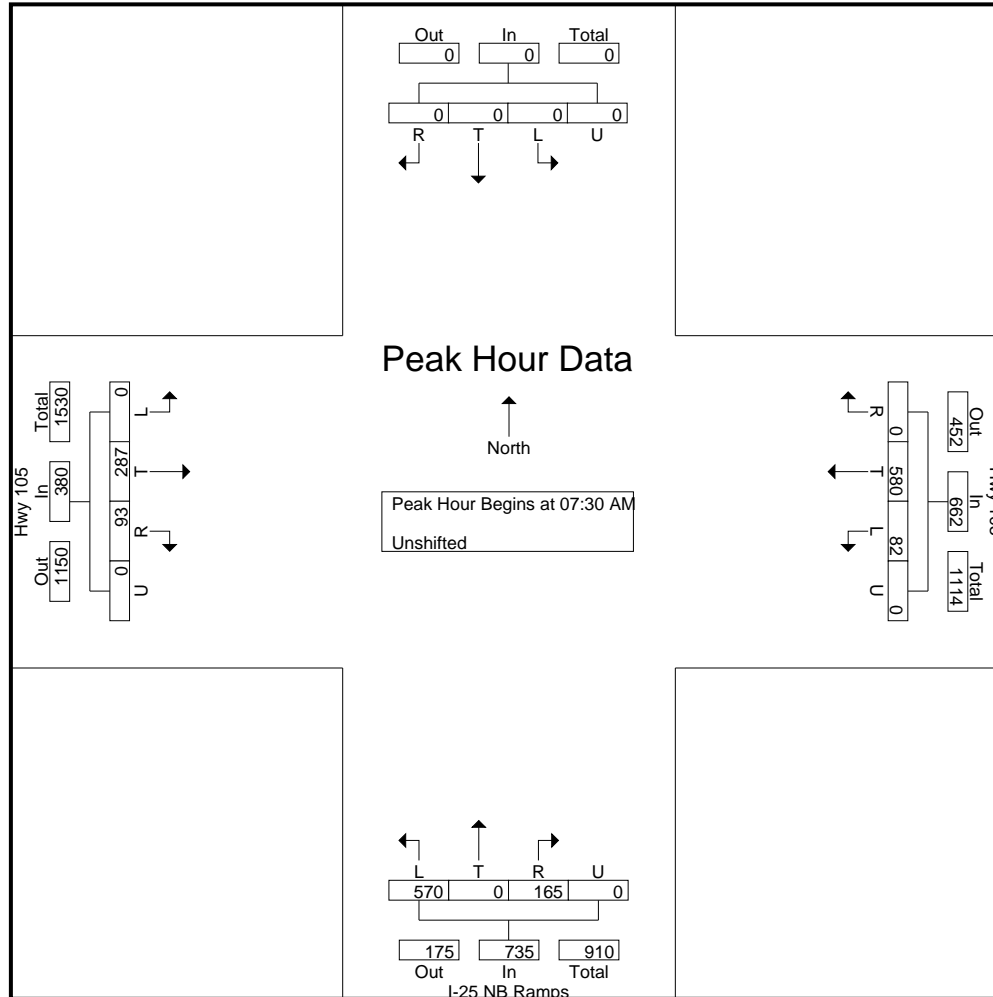 Out In Total
0 0 0
0 0 0 0
R T L U
Peak Hour Data
North
Peak Hour Begins at 07:30 AM
Unshifted
Hwy 105
Out In Total
1150 380 1530
0 287 93 0
L T R U
Out In Total
452 662 1114
0 580 82 0
R T L U
L T R U
570 0 165 0
175 735 910
Out In Total
I-25 NB Ramps